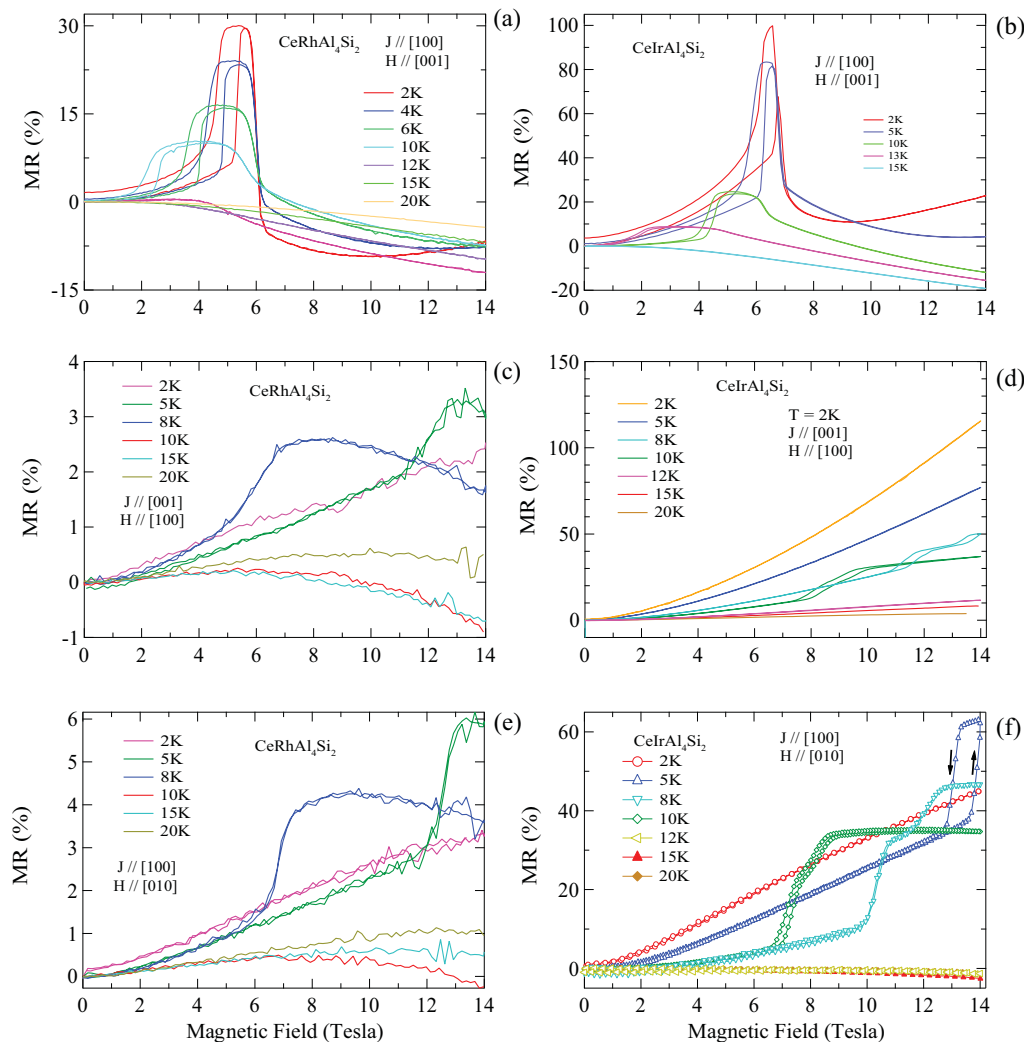 (a)
CeRhAl₄Si₂
J // [100]
H // [001]
2K
4K
6K
10K
12K
15K
20K
MR (%)
30
15
0
-15
0 2 4 6 8 10 12 14
(b)
CeIrAl₄Si₂
J // [100]
H // [001]
2K
5K
10K
13K
15K
MR (%)
100
80
60
40
20
0
-20
0 2 4 6 8 10 12 14
(c)
CeRhAl₄Si₂
2K
5K
8K
10K
15K
20K
J // [001]
H // [100]
MR (%)
4
3
2
1
0
-1
0 2 4 6 8 10 12 14
(d)
CeIrAl₄Si₂
T = 2K
J // [001]
H // [100]
2K
5K
8K
10K
12K
15K
20K
MR (%)
150
100
50
0
0 2 4 6 8 10 12 14
(e)
CeRhAl₄Si₂
2K
5K
8K
10K
15K
20K
J // [100]
H // [010]
MR (%)
6
4
2
0
0 2 4 6 8 10 12 14
Magnetic Field (Tesla)
(f)
CeIrAl₄Si₂
J // [100]
H // [010]
2K
5K
8K
10K
12K
15K
20K
MR (%)
60
40
20
0
0 2 4 6 8 10 12 14
Magnetic Field (Tesla)